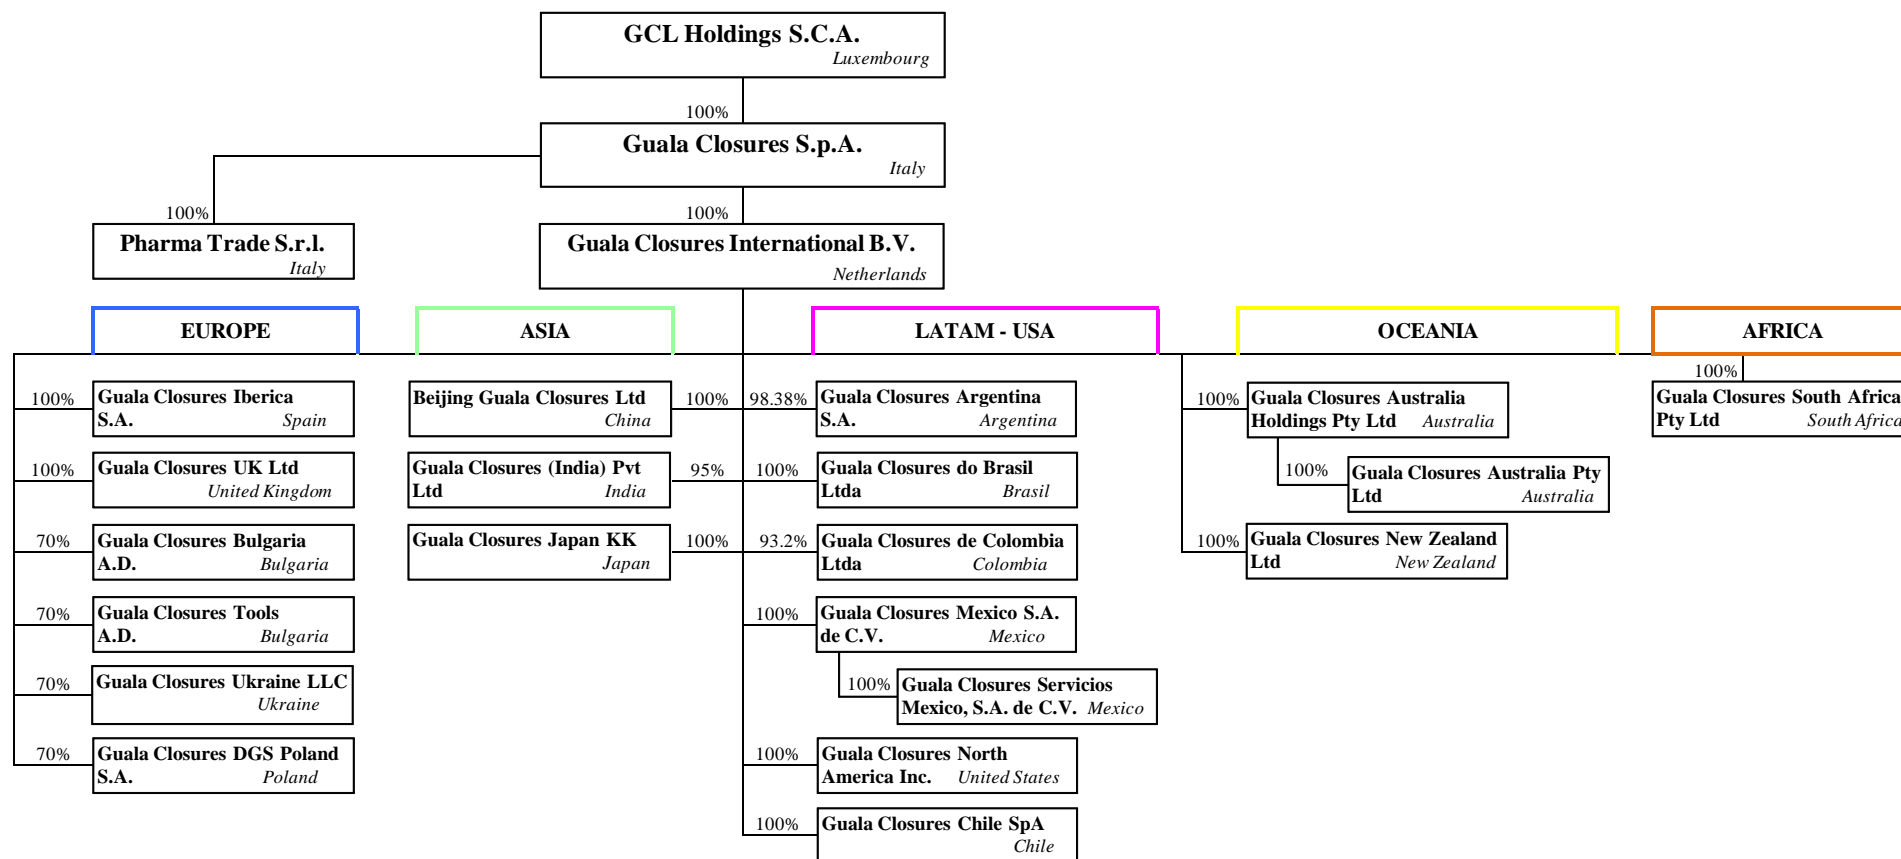 GCL Holdings S.C.A.
Luxembourg
100%
Guala Closures S.p.A.
Italy
100%
100%
Pharma Trade S.r.l.
Italy
Guala Closures International B.V.
Netherlands
EUROPE
ASIA
LATAM - USA
OCEANIA
AFRICA
100%
Guala Closures Iberica
S.A. Spain
100%
Guala Closures UK Ltd
United Kingdom
70%
Guala Closures Bulgaria
A.D. Bulgaria
70%
Guala Closures Tools
A.D. Bulgaria
70%
Guala Closures Ukraine LLC
Ukraine
70%
Guala Closures DGS Poland
S.A. Poland
Beijing Guala Closures Ltd
China
100%
Guala Closures (India) Pvt
Ltd India
95%
Guala Closures Japan KK
Japan
100%
98.38%
Guala Closures Argentina
S.A. Argentina
100%
Guala Closures do Brasil
Ltda Brasil
93.2%
Guala Closures de Colombia
Ltda Colombia
100%
Guala Closures Mexico S.A.
de C.V. Mexico
100%
Guala Closures Servicios
Mexico, S.A. de C.V. Mexico
100%
Guala Closures North
America Inc. United States
100%
Guala Closures Chile SpA
Chile
100%
Guala Closures Australia
Holdings Pty Ltd Australia
100%
Guala Closures Australia Pty
Ltd Australia
100%
Guala Closures New Zealand
Ltd New Zealand
100%
Guala Closures South Africa
Pty Ltd South Africa